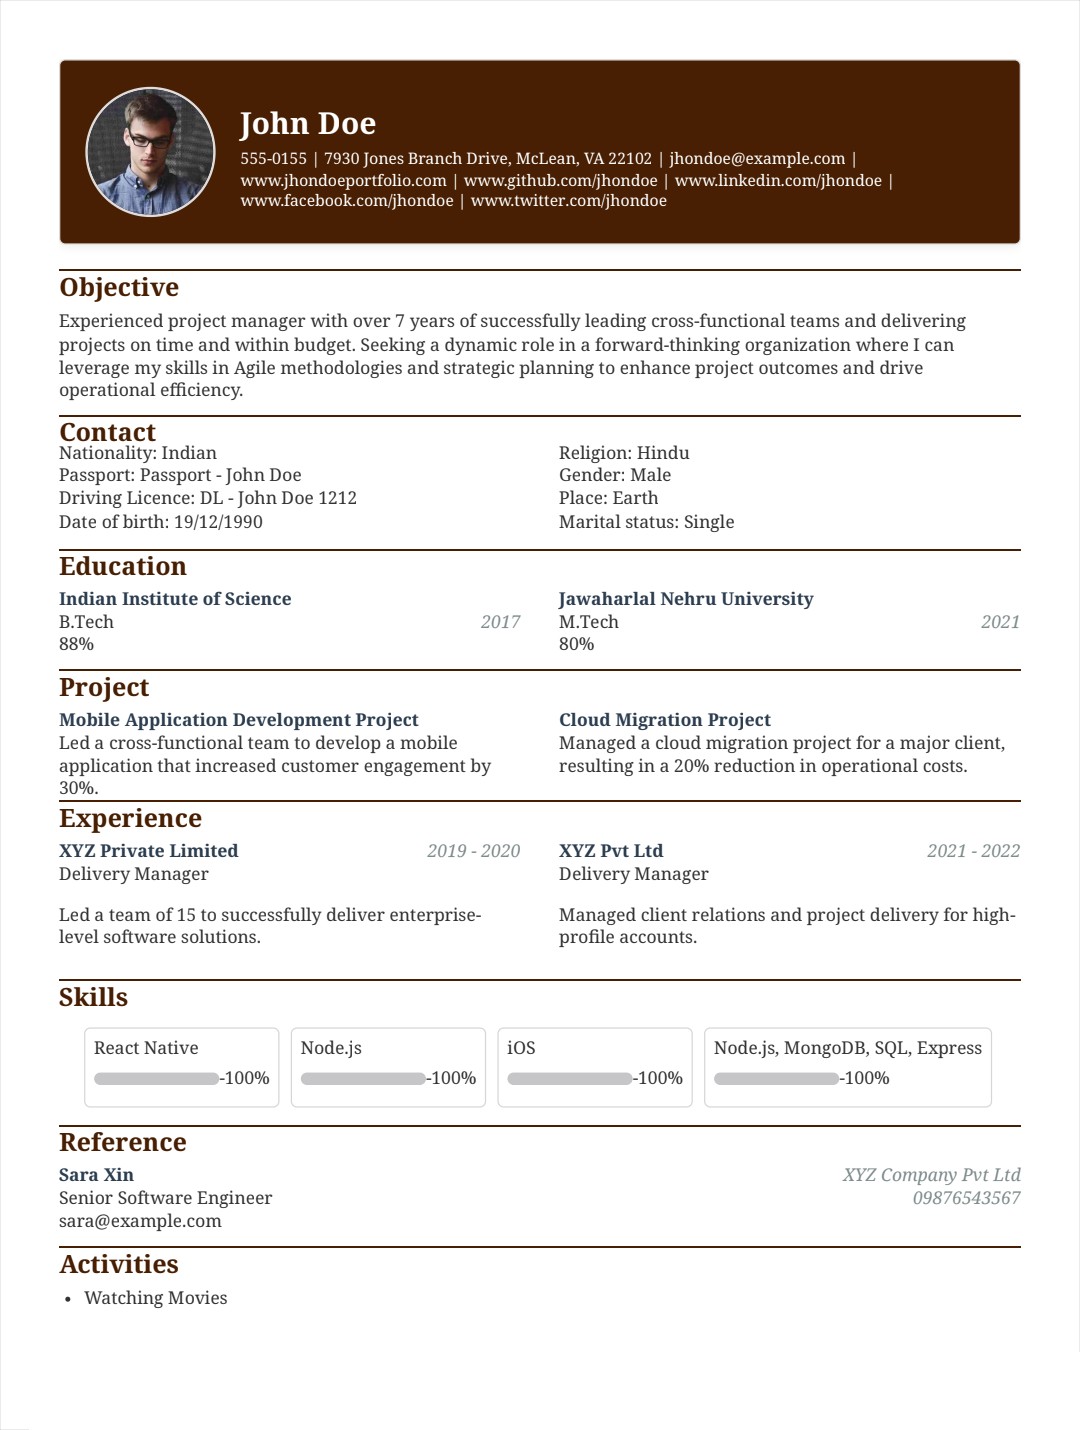 John Doe
555-0155 | 7930 Jones Branch Drive, McLean, VA 22102 | jhondoe@example.com |
www.jhondoeportfolio.com | www.github.com/jhondoe | www.linkedin.com/jhondoe |
www.facebook.com/jhondoe | www.twitter.com/jhondoe
Objective
Experienced project manager with over 7 years of successfully leading cross-functional teams and delivering
projects on time and within budget. Seeking a dynamic role in a forward-thinking organization where I can
leverage my skills in Agile methodologies and strategic planning to enhance project outcomes and drive
operational efficiency.
Contact
Nationality: Indian
Passport: Passport - John Doe
Driving Licence: DL - John Doe 1212
Date of birth: 19/12/1990
Religion: Hindu
Gender: Male
Place: Earth
Marital status: Single
Education
Indian Institute of Science
B.Tech 2017
88%
Jawaharlal Nehru University
M.Tech 2021
80%
Project
Mobile Application Development Project
Led a cross-functional team to develop a mobile
application that increased customer engagement by
30%.
Cloud Migration Project
Managed a cloud migration project for a major client,
resulting in a 20% reduction in operational costs.
Experience
XYZ Private Limited 2019 - 2020
Delivery Manager
Led a team of 15 to successfully deliver enterprise-
level software solutions.
XYZ Pvt Ltd 2021 - 2022
Delivery Manager
Managed client relations and project delivery for high-
profile accounts.
Skills
React Native
-100%
Node.js
-100%
iOS
-100%
Node.js, MongoDB, SQL, Express
-100%
Reference
Sara Xin XYZ Company Pvt Ltd
Senior Software Engineer 09876543567
sara@example.com
Activities
• Watching Movies